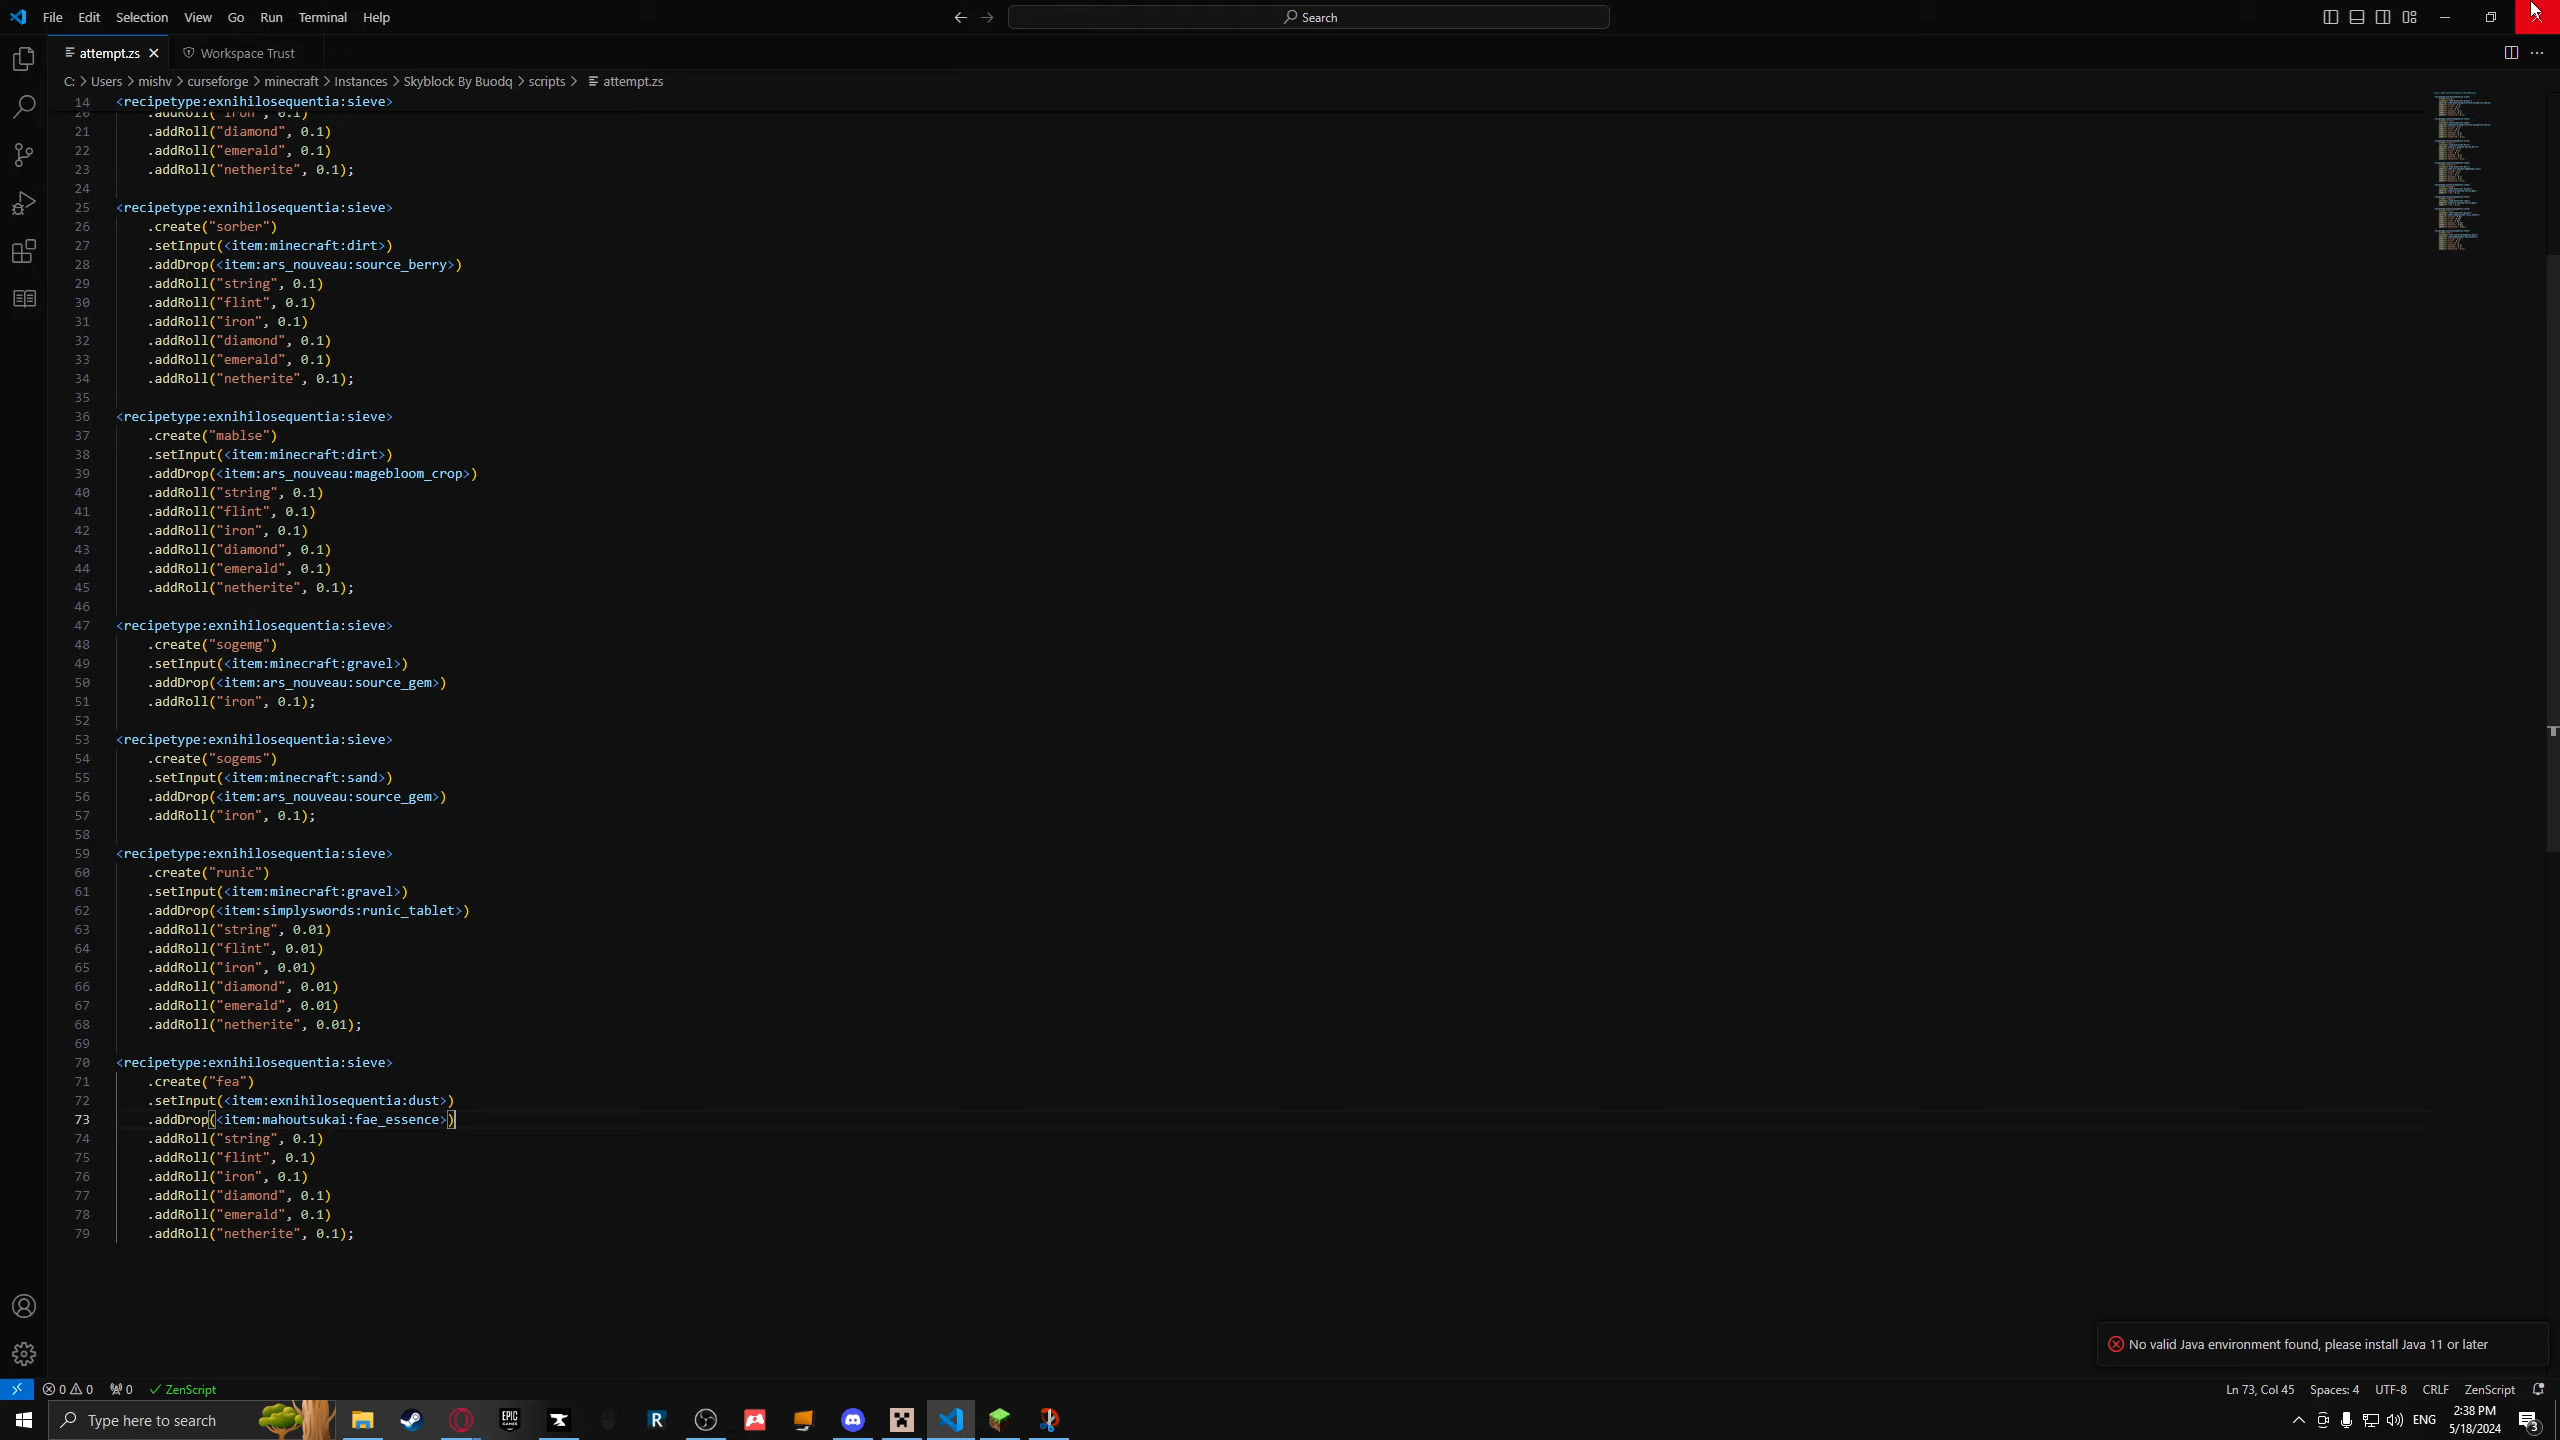 File Edit Selection View Go Run Terminal Help
Search
attempt.zs
Workspace Trust
C: > Users > mishv > curseforge > minecraft > Instances > Skyblock By Buodq > scripts > attempt.zs
14 <recipetype:exnihilosequentia:sieve>
20 .addRoll("iron", 0.1)
21 .addRoll("diamond", 0.1)
22 .addRoll("emerald", 0.1)
23 .addRoll("netherite", 0.1);
24
25 <recipetype:exnihilosequentia:sieve>
26 .create("sorber")
27 .setInput(<item:minecraft:dirt>)
28 .addDrop(<item:ars_nouveau:source_berry>)
29 .addRoll("string", 0.1)
30 .addRoll("flint", 0.1)
31 .addRoll("iron", 0.1)
32 .addRoll("diamond", 0.1)
33 .addRoll("emerald", 0.1)
34 .addRoll("netherite", 0.1);
35
36 <recipetype:exnihilosequentia:sieve>
37 .create("mablse")
38 .setInput(<item:minecraft:dirt>)
39 .addDrop(<item:ars_nouveau:magebloom_crop>)
40 .addRoll("string", 0.1)
41 .addRoll("flint", 0.1)
42 .addRoll("iron", 0.1)
43 .addRoll("diamond", 0.1)
44 .addRoll("emerald", 0.1)
45 .addRoll("netherite", 0.1);
46
47 <recipetype:exnihilosequentia:sieve>
48 .create("sogemg")
49 .setInput(<item:minecraft:gravel>)
50 .addDrop(<item:ars_nouveau:source_gem>)
51 .addRoll("iron", 0.1);
52
53 <recipetype:exnihilosequentia:sieve>
54 .create("sogems")
55 .setInput(<item:minecraft:sand>)
56 .addDrop(<item:ars_nouveau:source_gem>)
57 .addRoll("iron", 0.1);
58
59 <recipetype:exnihilosequentia:sieve>
60 .create("runic")
61 .setInput(<item:minecraft:gravel>)
62 .addDrop(<item:simplyswords:runic_tablet>)
63 .addRoll("string", 0.01)
64 .addRoll("flint", 0.01)
65 .addRoll("iron", 0.01)
66 .addRoll("diamond", 0.01)
67 .addRoll("emerald", 0.01)
68 .addRoll("netherite", 0.01);
69
70 <recipetype:exnihilosequentia:sieve>
71 .create("fea")
72 .setInput(<item:exnihilosequentia:dust>)
73 .addDrop(<item:mahoutsukai:fae_essence>)
74 .addRoll("string", 0.1)
75 .addRoll("flint", 0.1)
76 .addRoll("iron", 0.1)
77 .addRoll("diamond", 0.1)
78 .addRoll("emerald", 0.1)
79 .addRoll("netherite", 0.1);
No valid Java environment found, please install Java 11 or later
0 0 0 ZenScript
Ln 73, Col 45 Spaces: 4 UTF-8 CRLF ZenScript
Type here to search
EPIC GAMES
R
ENG
2:38 PM
5/18/2024
3